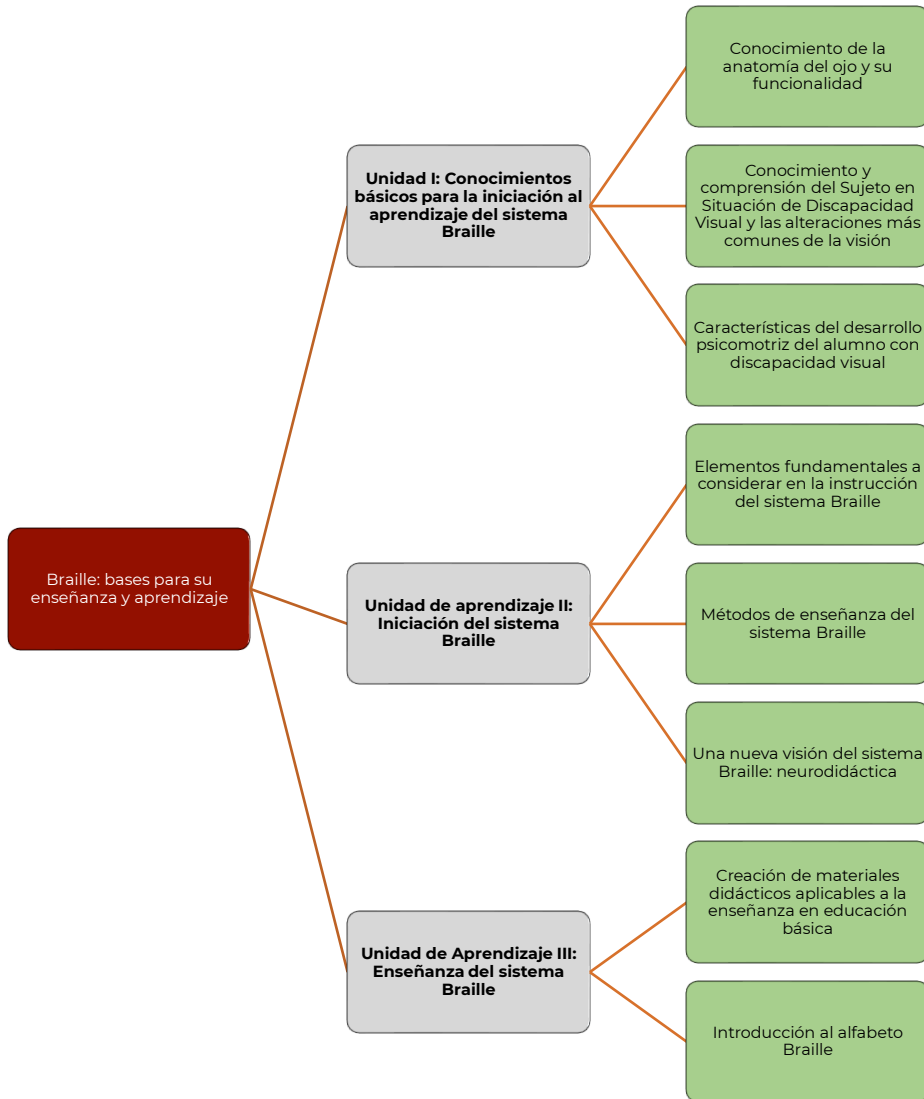 Braille: bases para su
enseñanza y aprendizaje
Unidad I: Conocimientos
básicos para la iniciación al
aprendizaje del sistema
Braille
Conocimiento de la
anatomía del ojo y su
funcionalidad
Conocimiento y
comprensión del Sujeto en
Situación de Discapacidad
Visual y las alteraciones más
comunes de la visión
Características del desarrollo
psicomotriz del alumno con
discapacidad visual
Unidad de aprendizaje II:
Iniciación del sistema
Braille
Elementos fundamentales a
considerar en la instrucción
del sistema Braille
Métodos de enseñanza del
sistema Braille
Una nueva visión del sistema
Braille: neurodidáctica
Unidad de Aprendizaje III:
Enseñanza del sistema
Braille
Creación de materiales
didácticos aplicables a la
enseñanza en educación
básica
Introducción al alfabeto
Braille